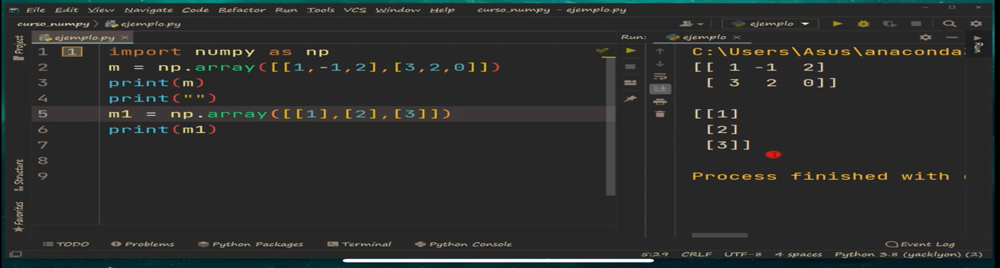 File Edit View Navigate Code Refactor Run Tools VCS Window Help curso_numpy - ejemplo.py
curso_numpy ejemplo.py ejemplo
ejemplo.py Run: ejemplo
Project
Structure
Favorites
Run
1 1 import numpy as np
2 m = np.array([[1,-1,2],[3,2,0]])
3 print(m)
4 print("")
5 m1 = np.array([[1],[2],[3]])
6 print(m1)
7
8
9
C:\Users\Asus\anaconda
[[ 1 -1 2]
[ 3 2 0]]
[[1]
[2]
[3]]
Process finished with
TODO Problems Python Packages Terminal Python Console Event Log
5:29 CRLF UTF-8 4 spaces Python 3.8 (yacklyon) (2)